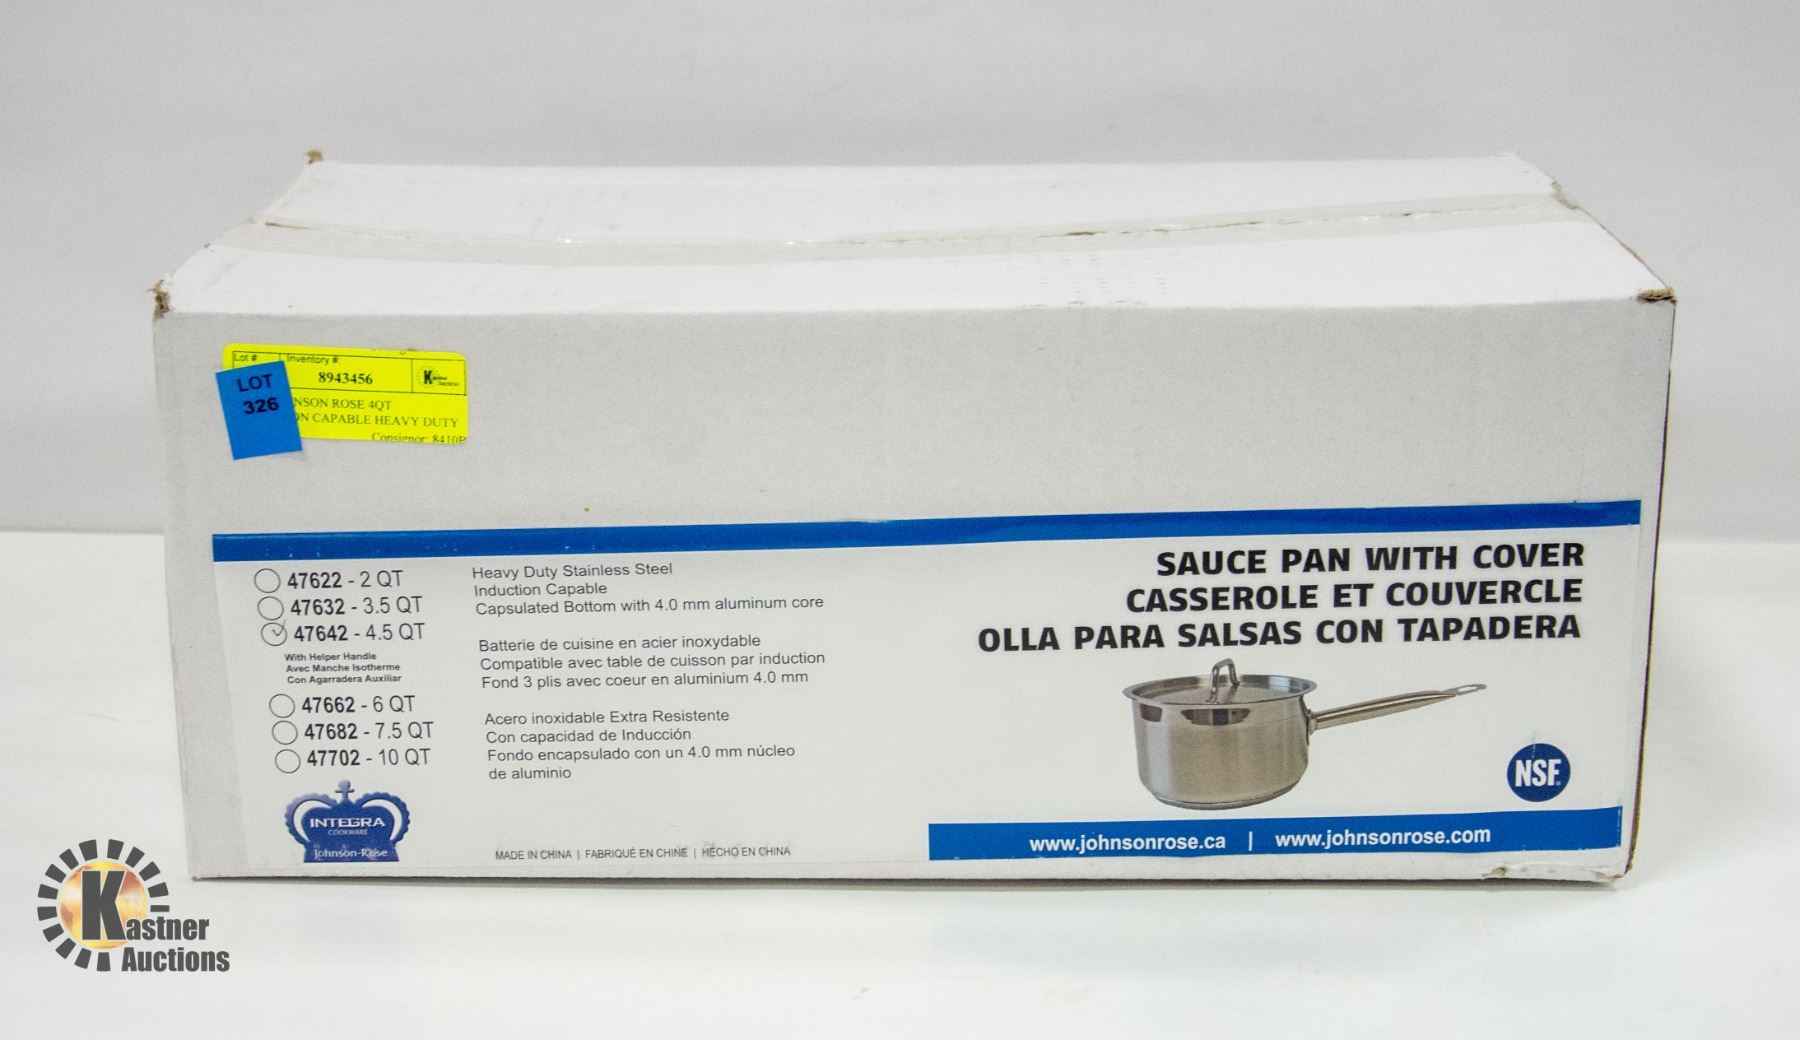 Lot #
Inventory #
8943456
K
LOT
326
NSON ROSE 4QT
ON CAPABLE HEAVY DUTY
Consignor: 8410
47622 - 2 QT
47632 - 3.5 QT
47642 - 4.5 QT
With Helper Handle
Avec Manche Isotherme
Con Agarradera Auxiliar
47662 - 6 QT
47682 - 7.5 QT
47702 - 10 QT
INTEGRA
COOKWARE
Johnson-Rose
Heavy Duty Stainless Steel
Induction Capable
Capsulated Bottom with 4.0 mm aluminum core
Batterie de cuisine en acier inoxydable
Compatible avec table de cuisson par induction
Fond 3 plis avec coeur en aluminium 4.0 mm
Acero inoxidable Extra Resistente
Con capacidad de Inducción
Fondo encapsulado con un 4.0 mm núcleo
de aluminio
MADE IN CHINA | FABRIQUÉ EN CHINE | HECHO EN CHINA
SAUCE PAN WITH COVER
CASSEROLE ET COUVERCLE
OLLA PARA SALSAS CON TAPADERA
NSF
www.johnsonrose.ca | www.johnsonrose.com
Kastner
Auctions